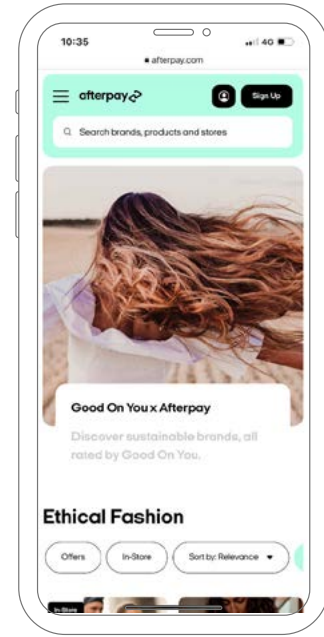 10:35
4G
afterpay.com
afterpay
Sign Up
Search brands, products and stores
Good On You x Afterpay
Discover sustainable brands, all
rated by Good On You.
Ethical Fashion
Offers
In-Store
Sort by: Relevance
In-Store